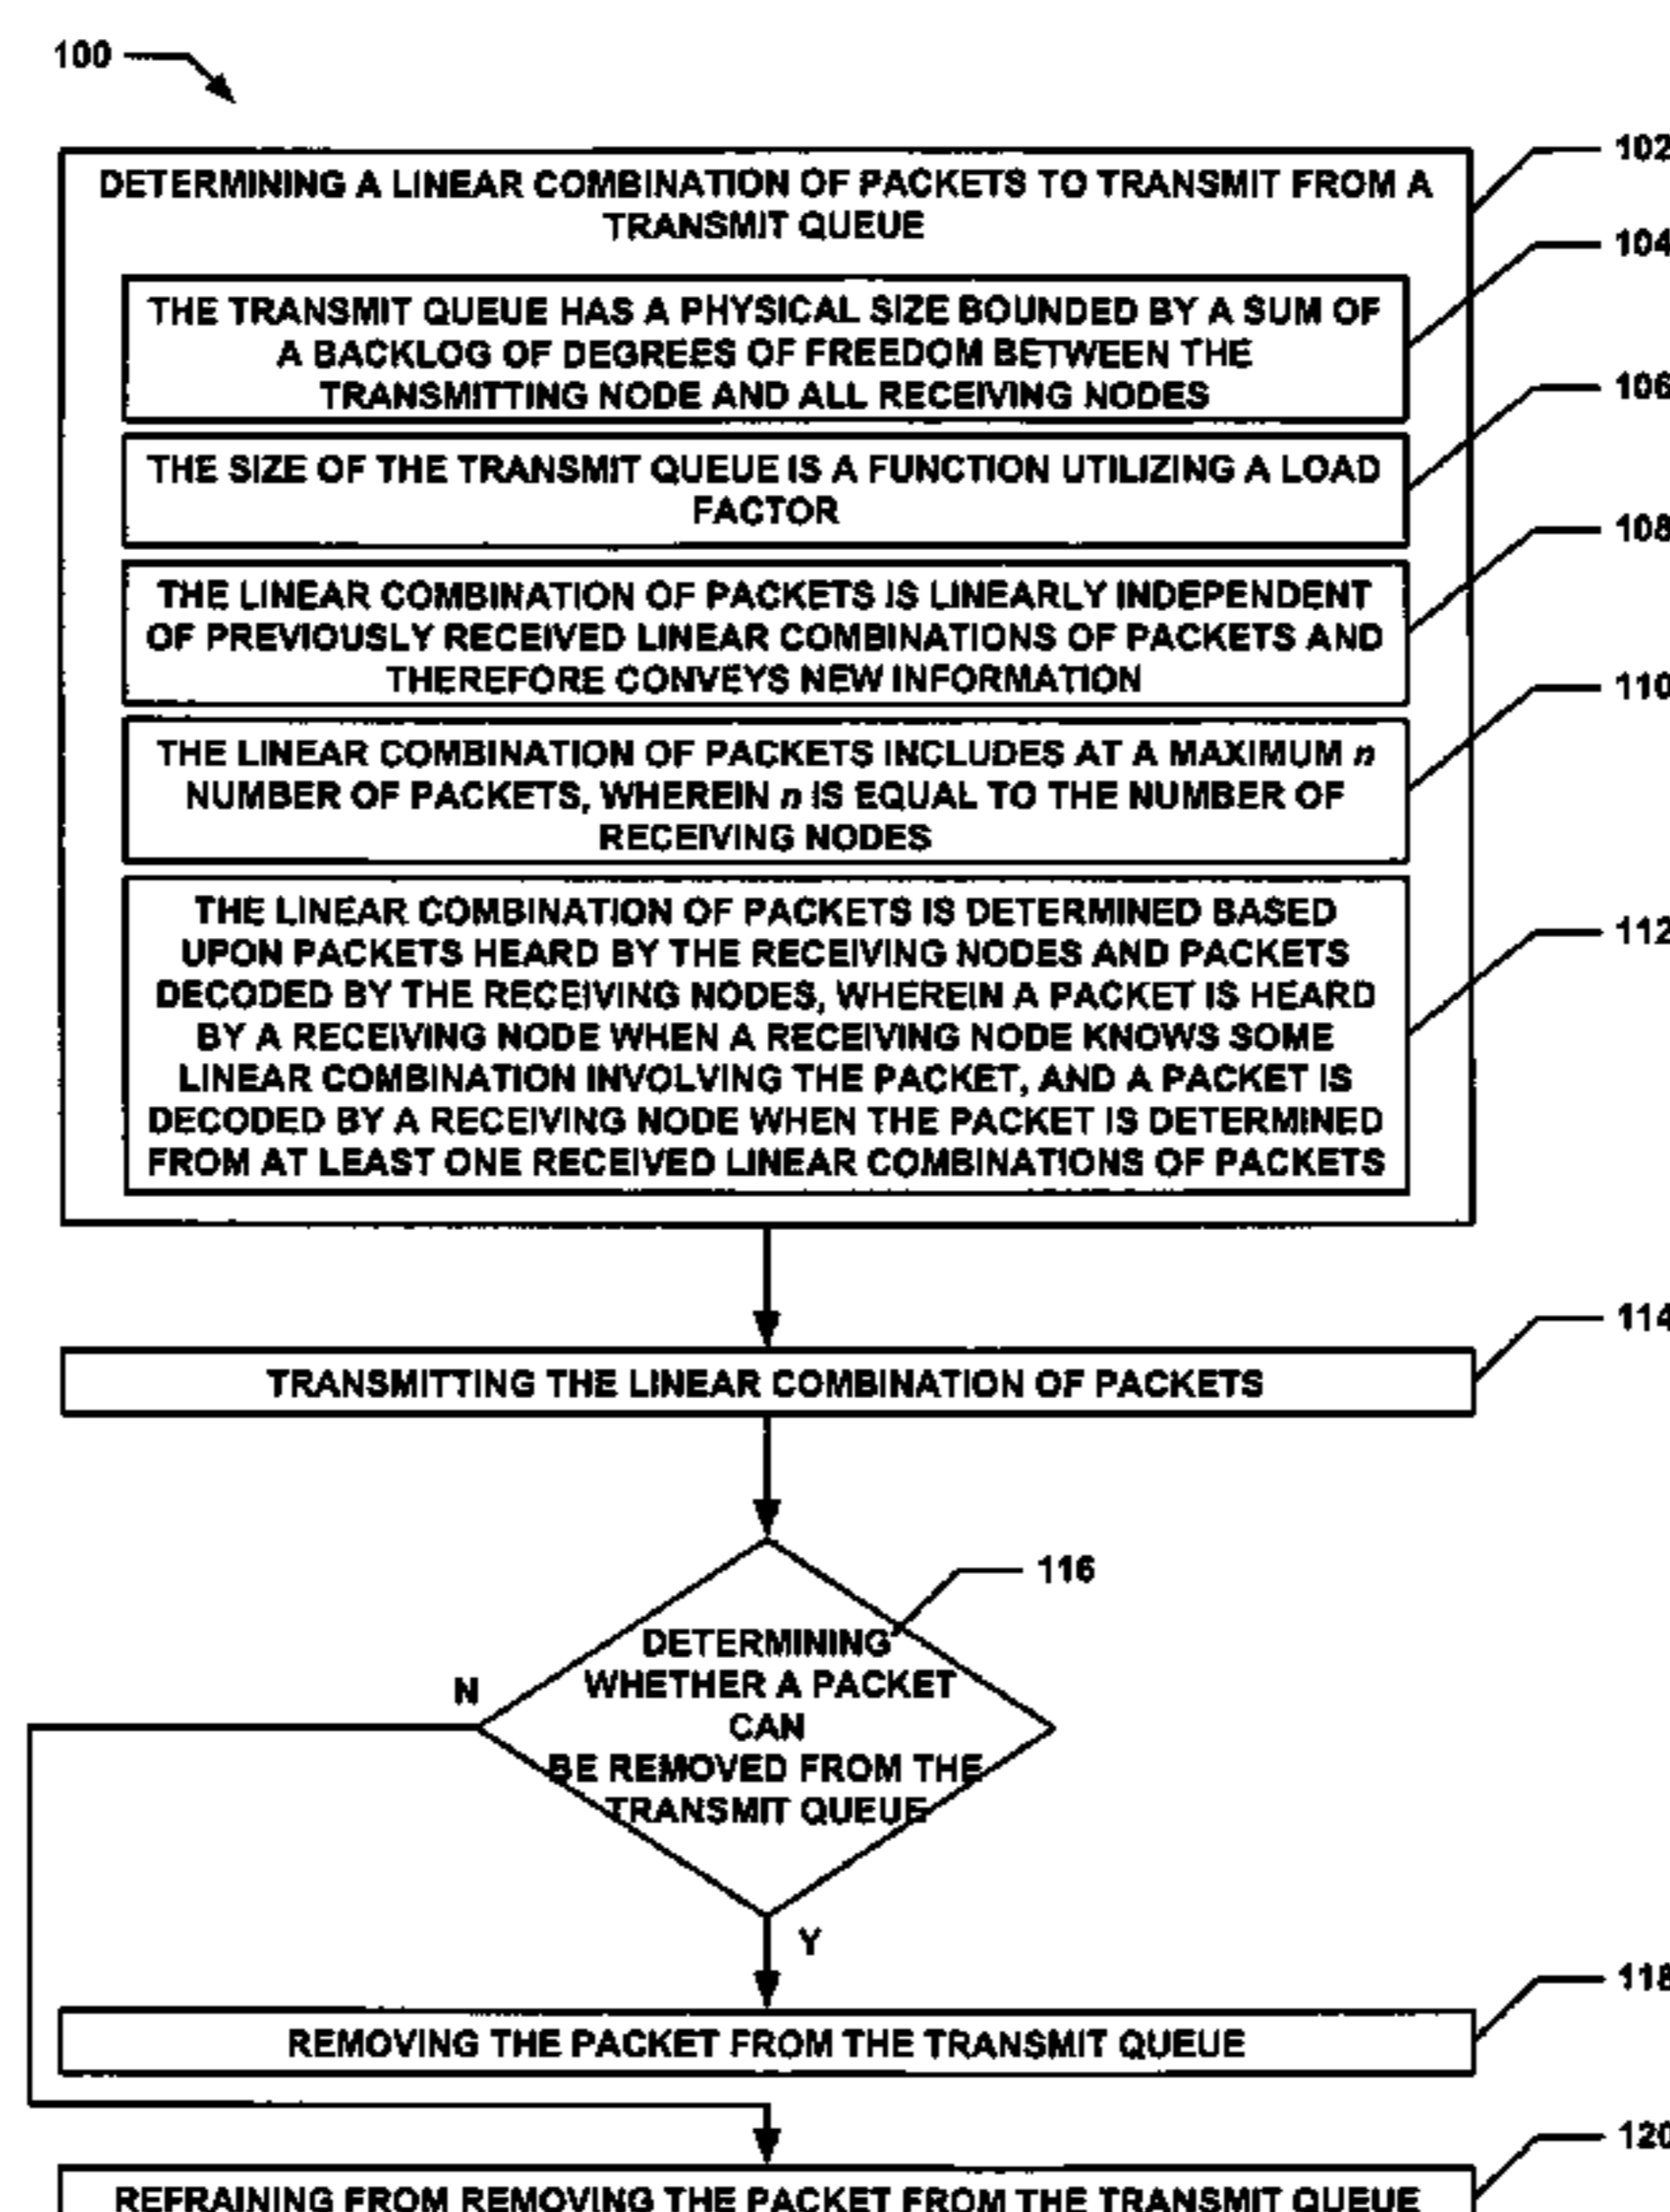 100
102
DETERMINING A LINEAR COMBINATION OF PACKETS TO TRANSMIT FROM A
TRANSMIT QUEUE
104
THE TRANSMIT QUEUE HAS A PHYSICAL SIZE BOUNDED BY A SUM OF
A BACKLOG OF DEGREES OF FREEDOM BETWEEN THE
TRANSMITTING NODE AND ALL RECEIVING NODES
106
THE SIZE OF THE TRANSMIT QUEUE IS A FUNCTION UTILIZING A LOAD
FACTOR
108
THE LINEAR COMBINATION OF PACKETS IS LINEARLY INDEPENDENT
OF PREVIOUSLY RECEIVED LINEAR COMBINATIONS OF PACKETS AND
THEREFORE CONVEYS NEW INFORMATION
110
THE LINEAR COMBINATION OF PACKETS INCLUDES AT A MAXIMUM n
NUMBER OF PACKETS, WHEREIN n IS EQUAL TO THE NUMBER OF
RECEIVING NODES
112
THE LINEAR COMBINATION OF PACKETS IS DETERMINED BASED
UPON PACKETS HEARD BY THE RECEIVING NODES AND PACKETS
DECODED BY THE RECEIVING NODES, WHEREIN A PACKET IS HEARD
BY A RECEIVING NODE WHEN A RECEIVING NODE KNOWS SOME
LINEAR COMBINATION INVOLVING THE PACKET, AND A PACKET IS
DECODED BY A RECEIVING NODE WHEN THE PACKET IS DETERMINED
FROM AT LEAST ONE RECEIVED LINEAR COMBINATIONS OF PACKETS
114
TRANSMITTING THE LINEAR COMBINATION OF PACKETS
116
DETERMINING
WHETHER A PACKET
CAN
BE REMOVED FROM THE
TRANSMIT QUEUE
N
Y
118
REMOVING THE PACKET FROM THE TRANSMIT QUEUE
120
REFRAINING FROM REMOVING THE PACKET FROM THE TRANSMIT QUEUE